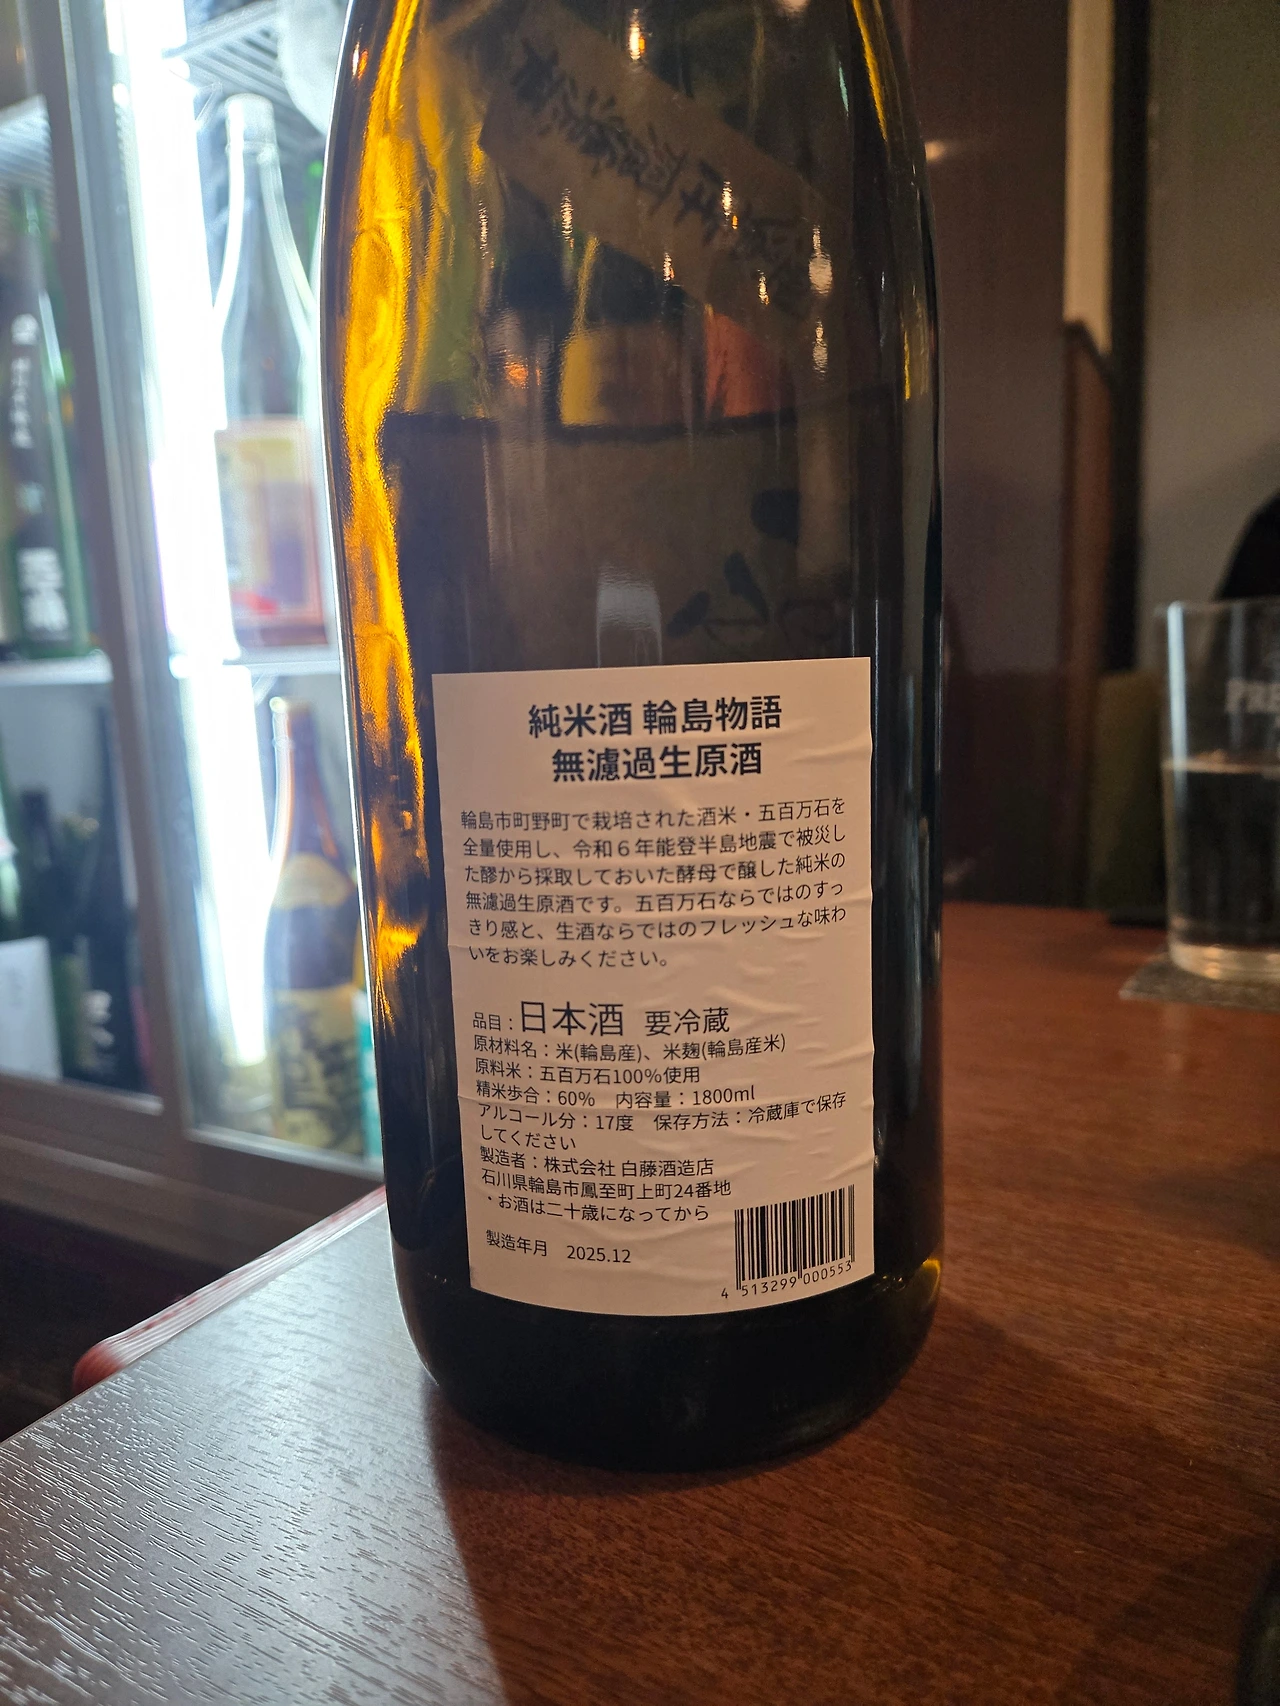 純米酒 輪島物語
無濾過生原酒
輪島市町野町で栽培された酒米・五百万石を
全量使用し、令和６年能登半島地震で被災し
た醪から採取しておいた酵母で醸した純米の
無濾過生原酒です。五百万石ならではのすっ
きり感と、生酒ならではのフレッシュな味わ
いをお楽しみください。
品目：日本酒 要冷蔵
原材料名：米(輪島産)、米麹(輪島産米)
原料米：五百万石100%使用
精米歩合：60%　内容量：1800ml
アルコール分：17度　保存方法：冷蔵庫で保存
してください
製造者：株式会社 白藤酒造店
石川県輪島市鳳至町上町24番地
・お酒は二十歳になってから
製造年月　2025.12
4 513299 000553